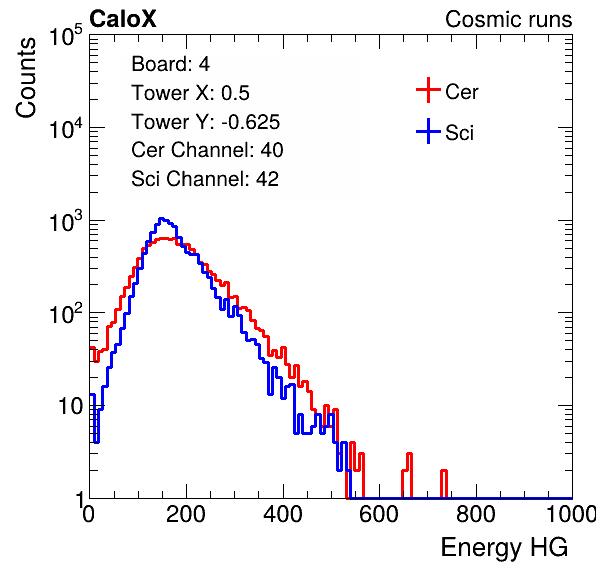 CaloX Cosmic runs
Counts
Board: 4
Tower X: 0.5
Tower Y: -0.625
Cer Channel: 40
Sci Channel: 42
Cer
Sci
10^5
10^4
10^3
10^2
10
1
0 200 400 600 800 1000
Energy HG